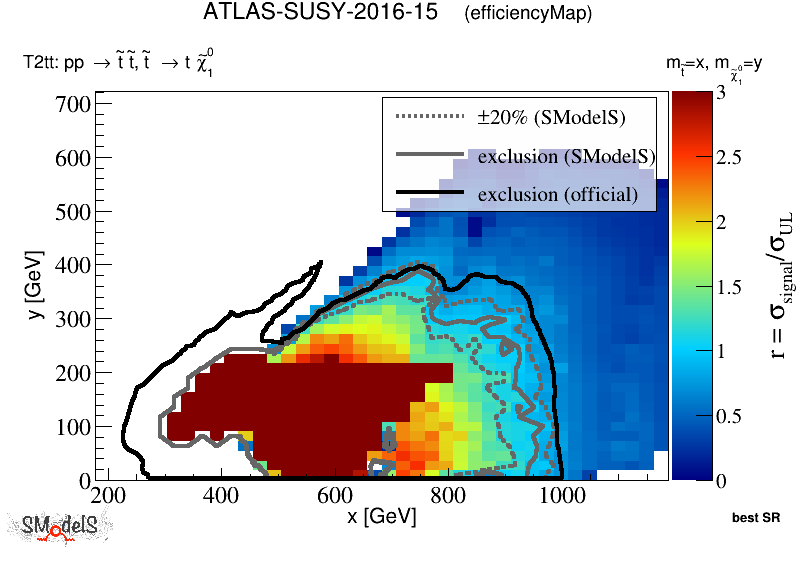 ATLAS-SUSY-2016-15 (efficiencyMap)
T2tt: pp → t̃ t̃, t̃ → t χ̃₁⁰
m_t̃=x, m_χ̃₁⁰=y
±20% (SModelS)
exclusion (SModelS)
exclusion (official)
y [GeV]
700
600
500
400
300
200
100
0
200
400
600
800
1000
x [GeV]
3
2.5
2
1.5
1
0.5
0
r = σ_signal/σ_UL
SModelS
best SR